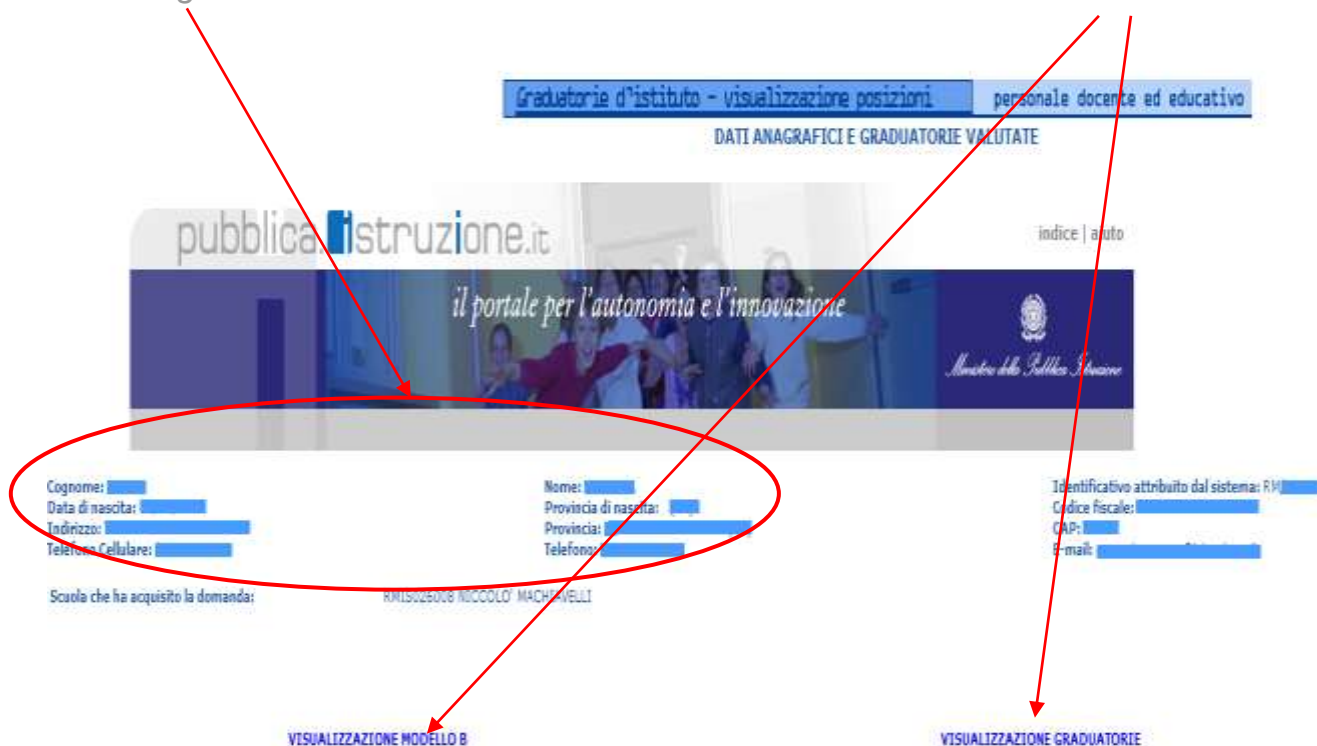 Graduatorie d'istituto - visualizzazione posizioni personale docente ed educativo
DATI ANAGRAFICI E GRADUATORIE VALUTATE
pubblica.istruzione.it
indice | aiuto
il portale per l'autonomia e l'innovazione
Ministero della Pubblica Istruzione
Cognome: Nome: Identificativo attribuito dal sistema: RM
Data di nascita: Provincia di nascita: Codice fiscale:
Indirizzo: Provincia: CAP:
Telefono Cellulare: Telefono: E-mail:
Scuola che ha acquisito la domanda: RMIS026008 NICCOLO' MACHIAVELLI
VISUALIZZAZIONE MODELLO B VISUALIZZAZIONE GRADUATORIE